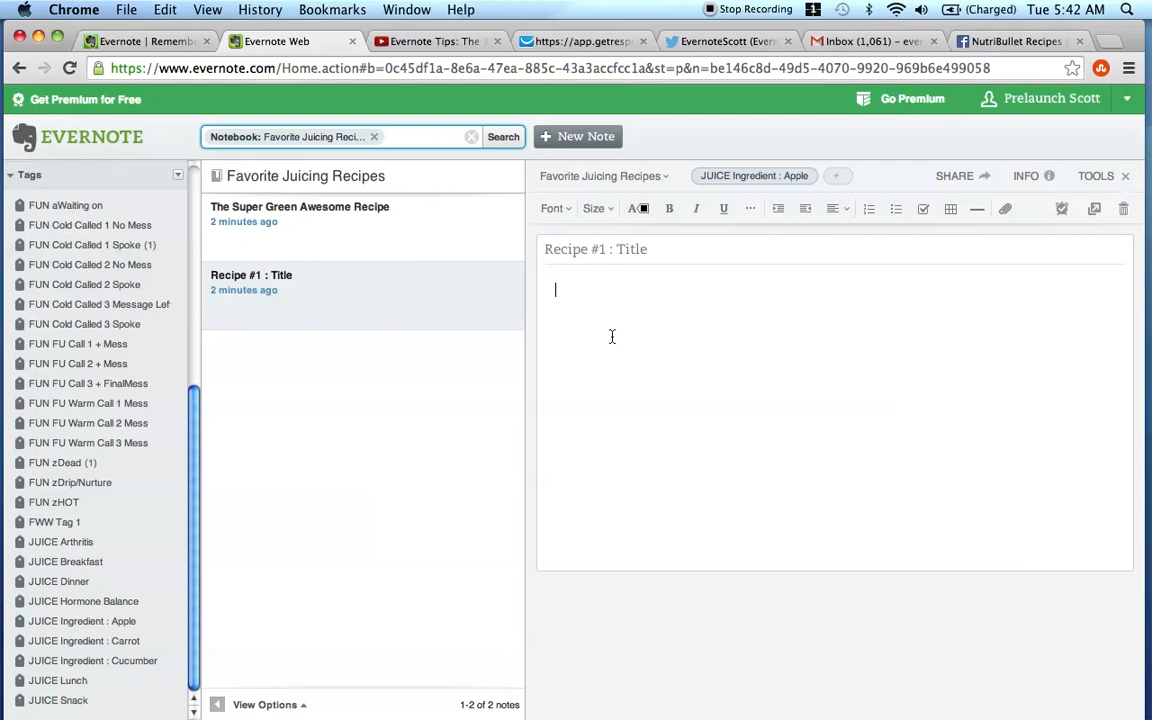 Chrome File Edit View History Bookmarks Window Help Stop Recording 1 (Charged) Tue 5:42 AM
Evernote | Rememb × Evernote Web × Evernote Tips: The × https://app.getresp × EvernoteScott (Ever × Inbox (1,061) – eve × NutriBullet Recipes ×
https://www.evernote.com/Home.action#b=0c45df1a-8e6a-47ea-885c-43a3accfcc1a&st=p&n=be146c8d-49d5-4070-9920-969b6e499058
Get Premium for Free Go Premium Prelaunch Scott
EVERNOTE Notebook: Favorite Juicing Reci... × Search + New Note
Tags
FUN aWaiting on
FUN Cold Called 1 No Mess
FUN Cold Called 1 Spoke (1)
FUN Cold Called 2 No Mess
FUN Cold Called 2 Spoke
FUN Cold Called 3 Message Lef
FUN Cold Called 3 Spoke
FUN FU Call 1 + Mess
FUN FU Call 2 + Mess
FUN FU Call 3 + FinalMess
FUN FU Warm Call 1 Mess
FUN FU Warm Call 2 Mess
FUN FU Warm Call 3 Mess
FUN zDead (1)
FUN zDrip/Nurture
FUN zHOT
FWW Tag 1
JUICE Arthritis
JUICE Breakfast
JUICE Dinner
JUICE Hormone Balance
JUICE Ingredient : Apple
JUICE Ingredient : Carrot
JUICE Ingredient : Cucumber
JUICE Lunch
JUICE Snack
Favorite Juicing Recipes
The Super Green Awesome Recipe
2 minutes ago
Recipe #1 : Title
2 minutes ago
View Options 1-2 of 2 notes
Favorite Juicing Recipes JUICE Ingredient : Apple + SHARE INFO TOOLS ×
Font Size A B I U ...
Recipe #1 : Title